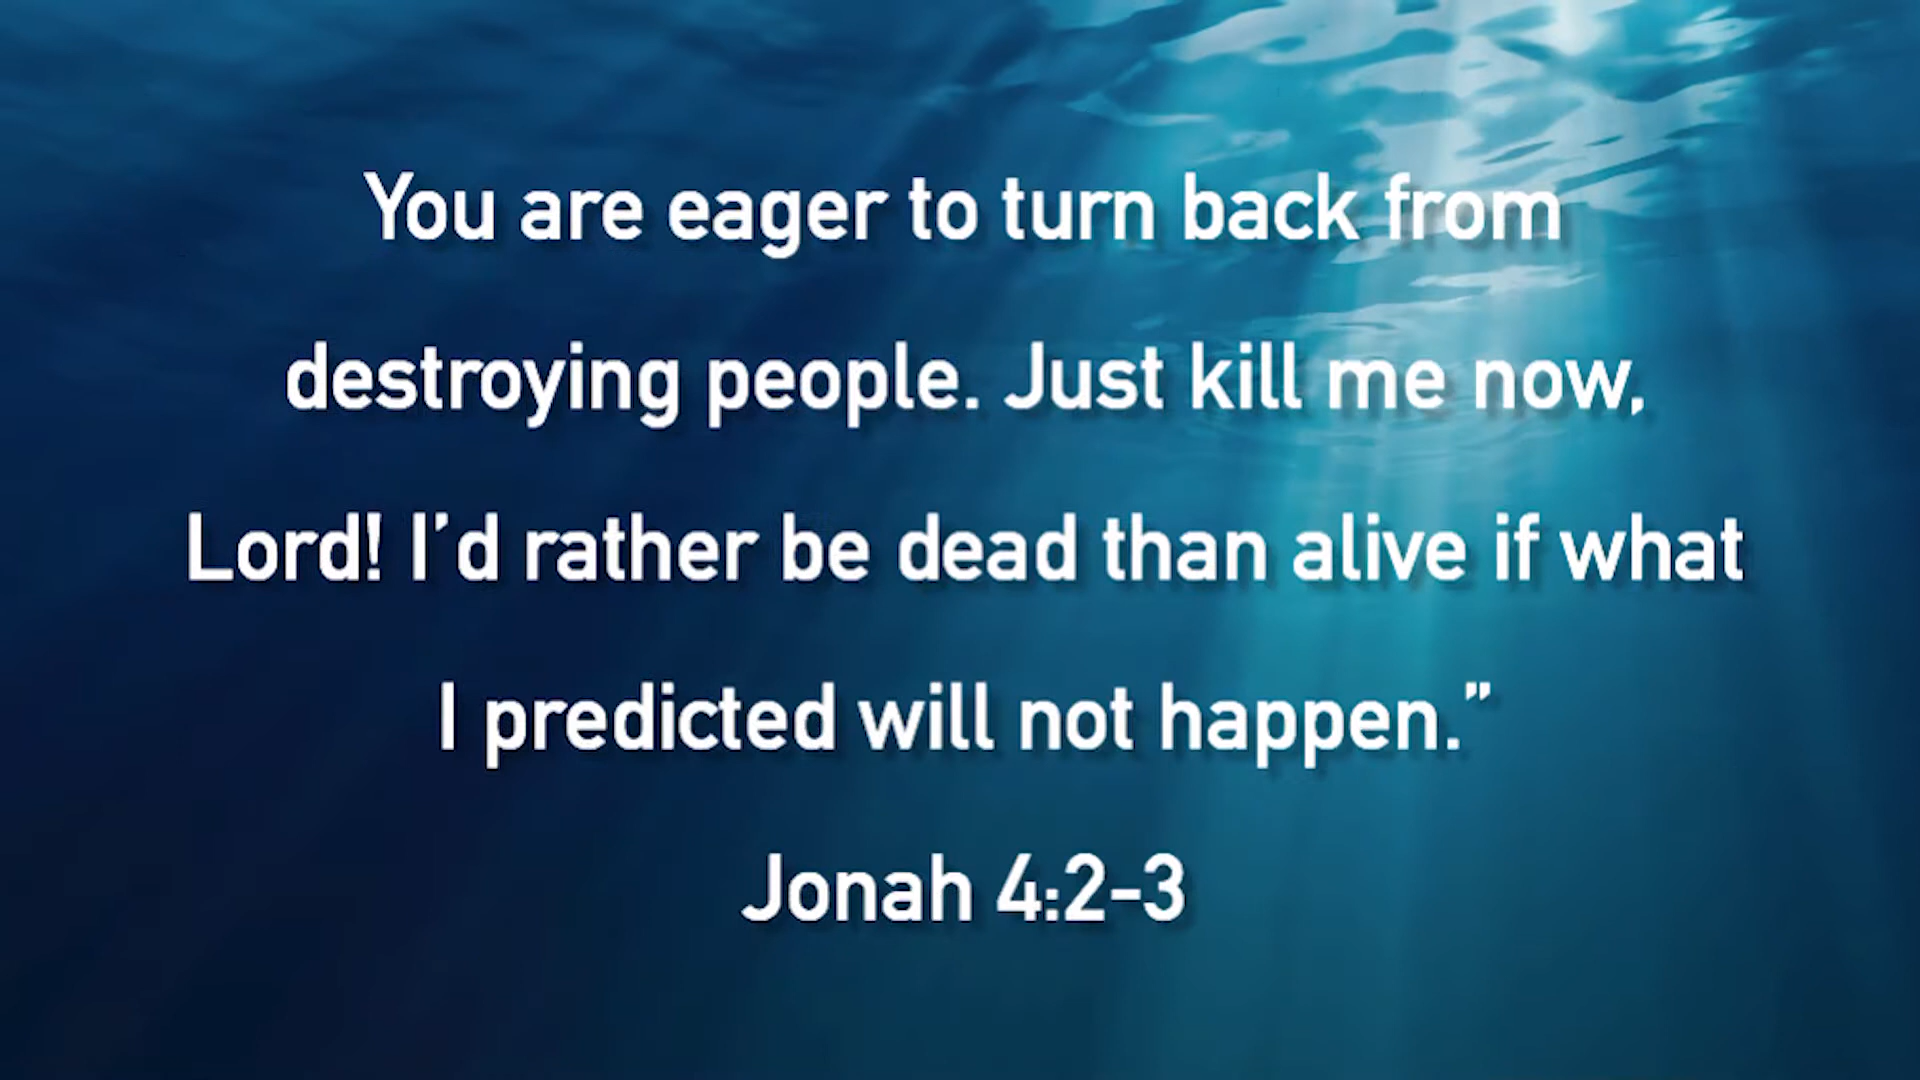 You are eager to turn back from
destroying people. Just kill me now,
Lord! I’d rather be dead than alive if what
I predicted will not happen.”
Jonah 4:2-3